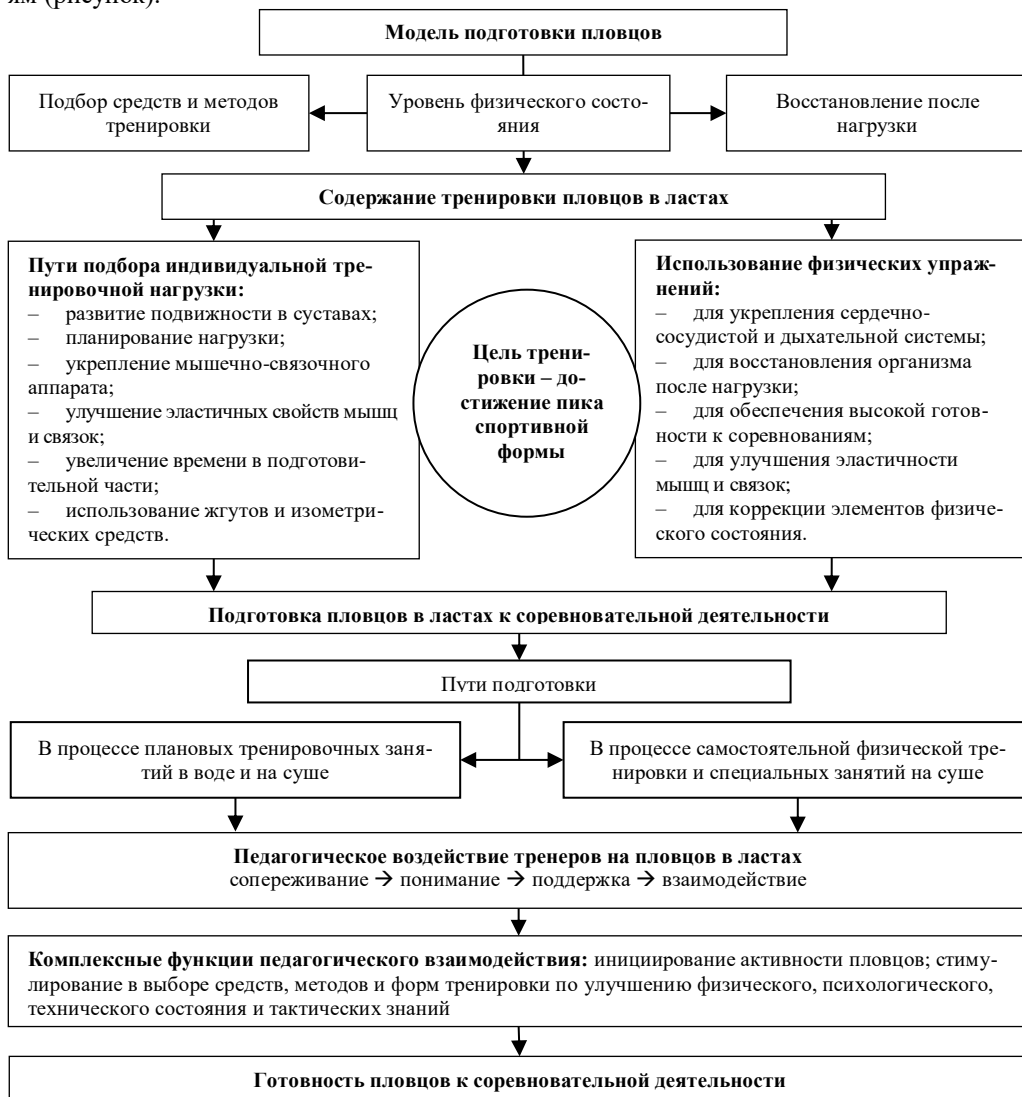 ям (рисунок).
Модель подготовки пловцов
Подбор средств и методов
тренировки
Уровень физического состо-
яния
Восстановление после
нагрузки
Содержание тренировки пловцов в ластах
Пути подбора индивидуальной тре-
нировочной нагрузки:
– развитие подвижности в суставах;
– планирование нагрузки;
– укрепление мышечно-связочного
аппарата;
– улучшение эластичных свойств мышц
и связок;
– увеличение времени в подготови-
тельной части;
– использование жгутов и изометри-
ческих средств.
Цель трени-
ровки – до-
стижение пика
спортивной
формы
Использование физических упраж-
нений:
– для укрепления сердечно-
сосудистой и дыхательной системы;
– для восстановления организма
после нагрузки;
– для обеспечения высокой готов-
ности к соревнованиям;
– для улучшения эластичности
мышц и связок;
– для коррекции элементов физиче-
ского состояния.
Подготовка пловцов в ластах к соревновательной деятельности
Пути подготовки
В процессе плановых тренировочных заня-
тий в воде и на суше
В процессе самостоятельной физической тре-
нировки и специальных занятий на суше
Педагогическое воздействие тренеров на пловцов в ластах
сопереживание → понимание → поддержка → взаимодействие
Комплексные функции педагогического взаимодействия: инициирование активности пловцов; стиму-
лирование в выборе средств, методов и форм тренировки по улучшению физического, психологического,
технического состояния и тактических знаний
Готовность пловцов к соревновательной деятельности